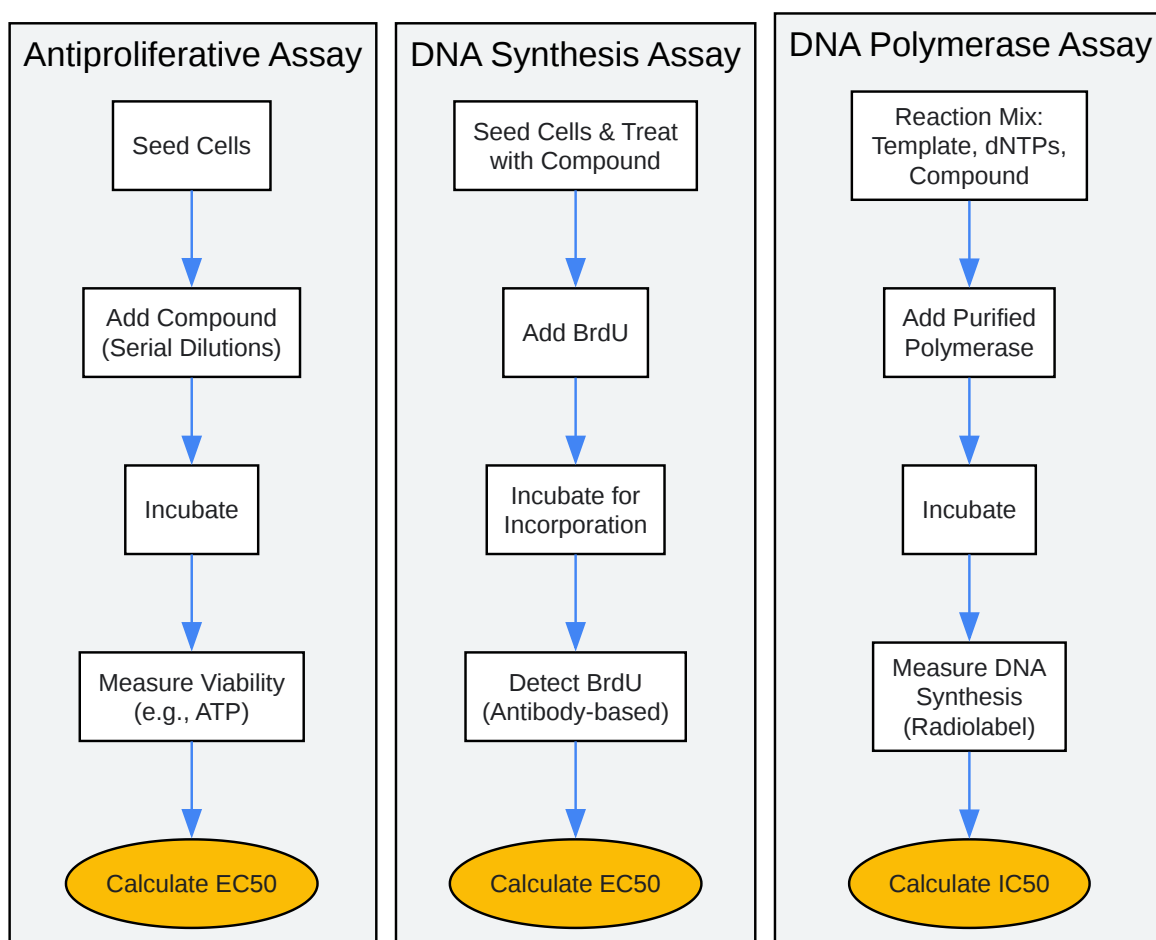 Antiproliferative Assay
Seed Cells
Add Compound
(Serial Dilutions)
Incubate
Measure Viability
(e.g., ATP)
Calculate EC50
DNA Synthesis Assay
Seed Cells & Treat
with Compound
Add BrdU
Incubate for
Incorporation
Detect BrdU
(Antibody-based)
Calculate EC50
DNA Polymerase Assay
Reaction Mix:
Template, dNTPs,
Compound
Add Purified
Polymerase
Incubate
Measure DNA
Synthesis
(Radiolabel)
Calculate IC50